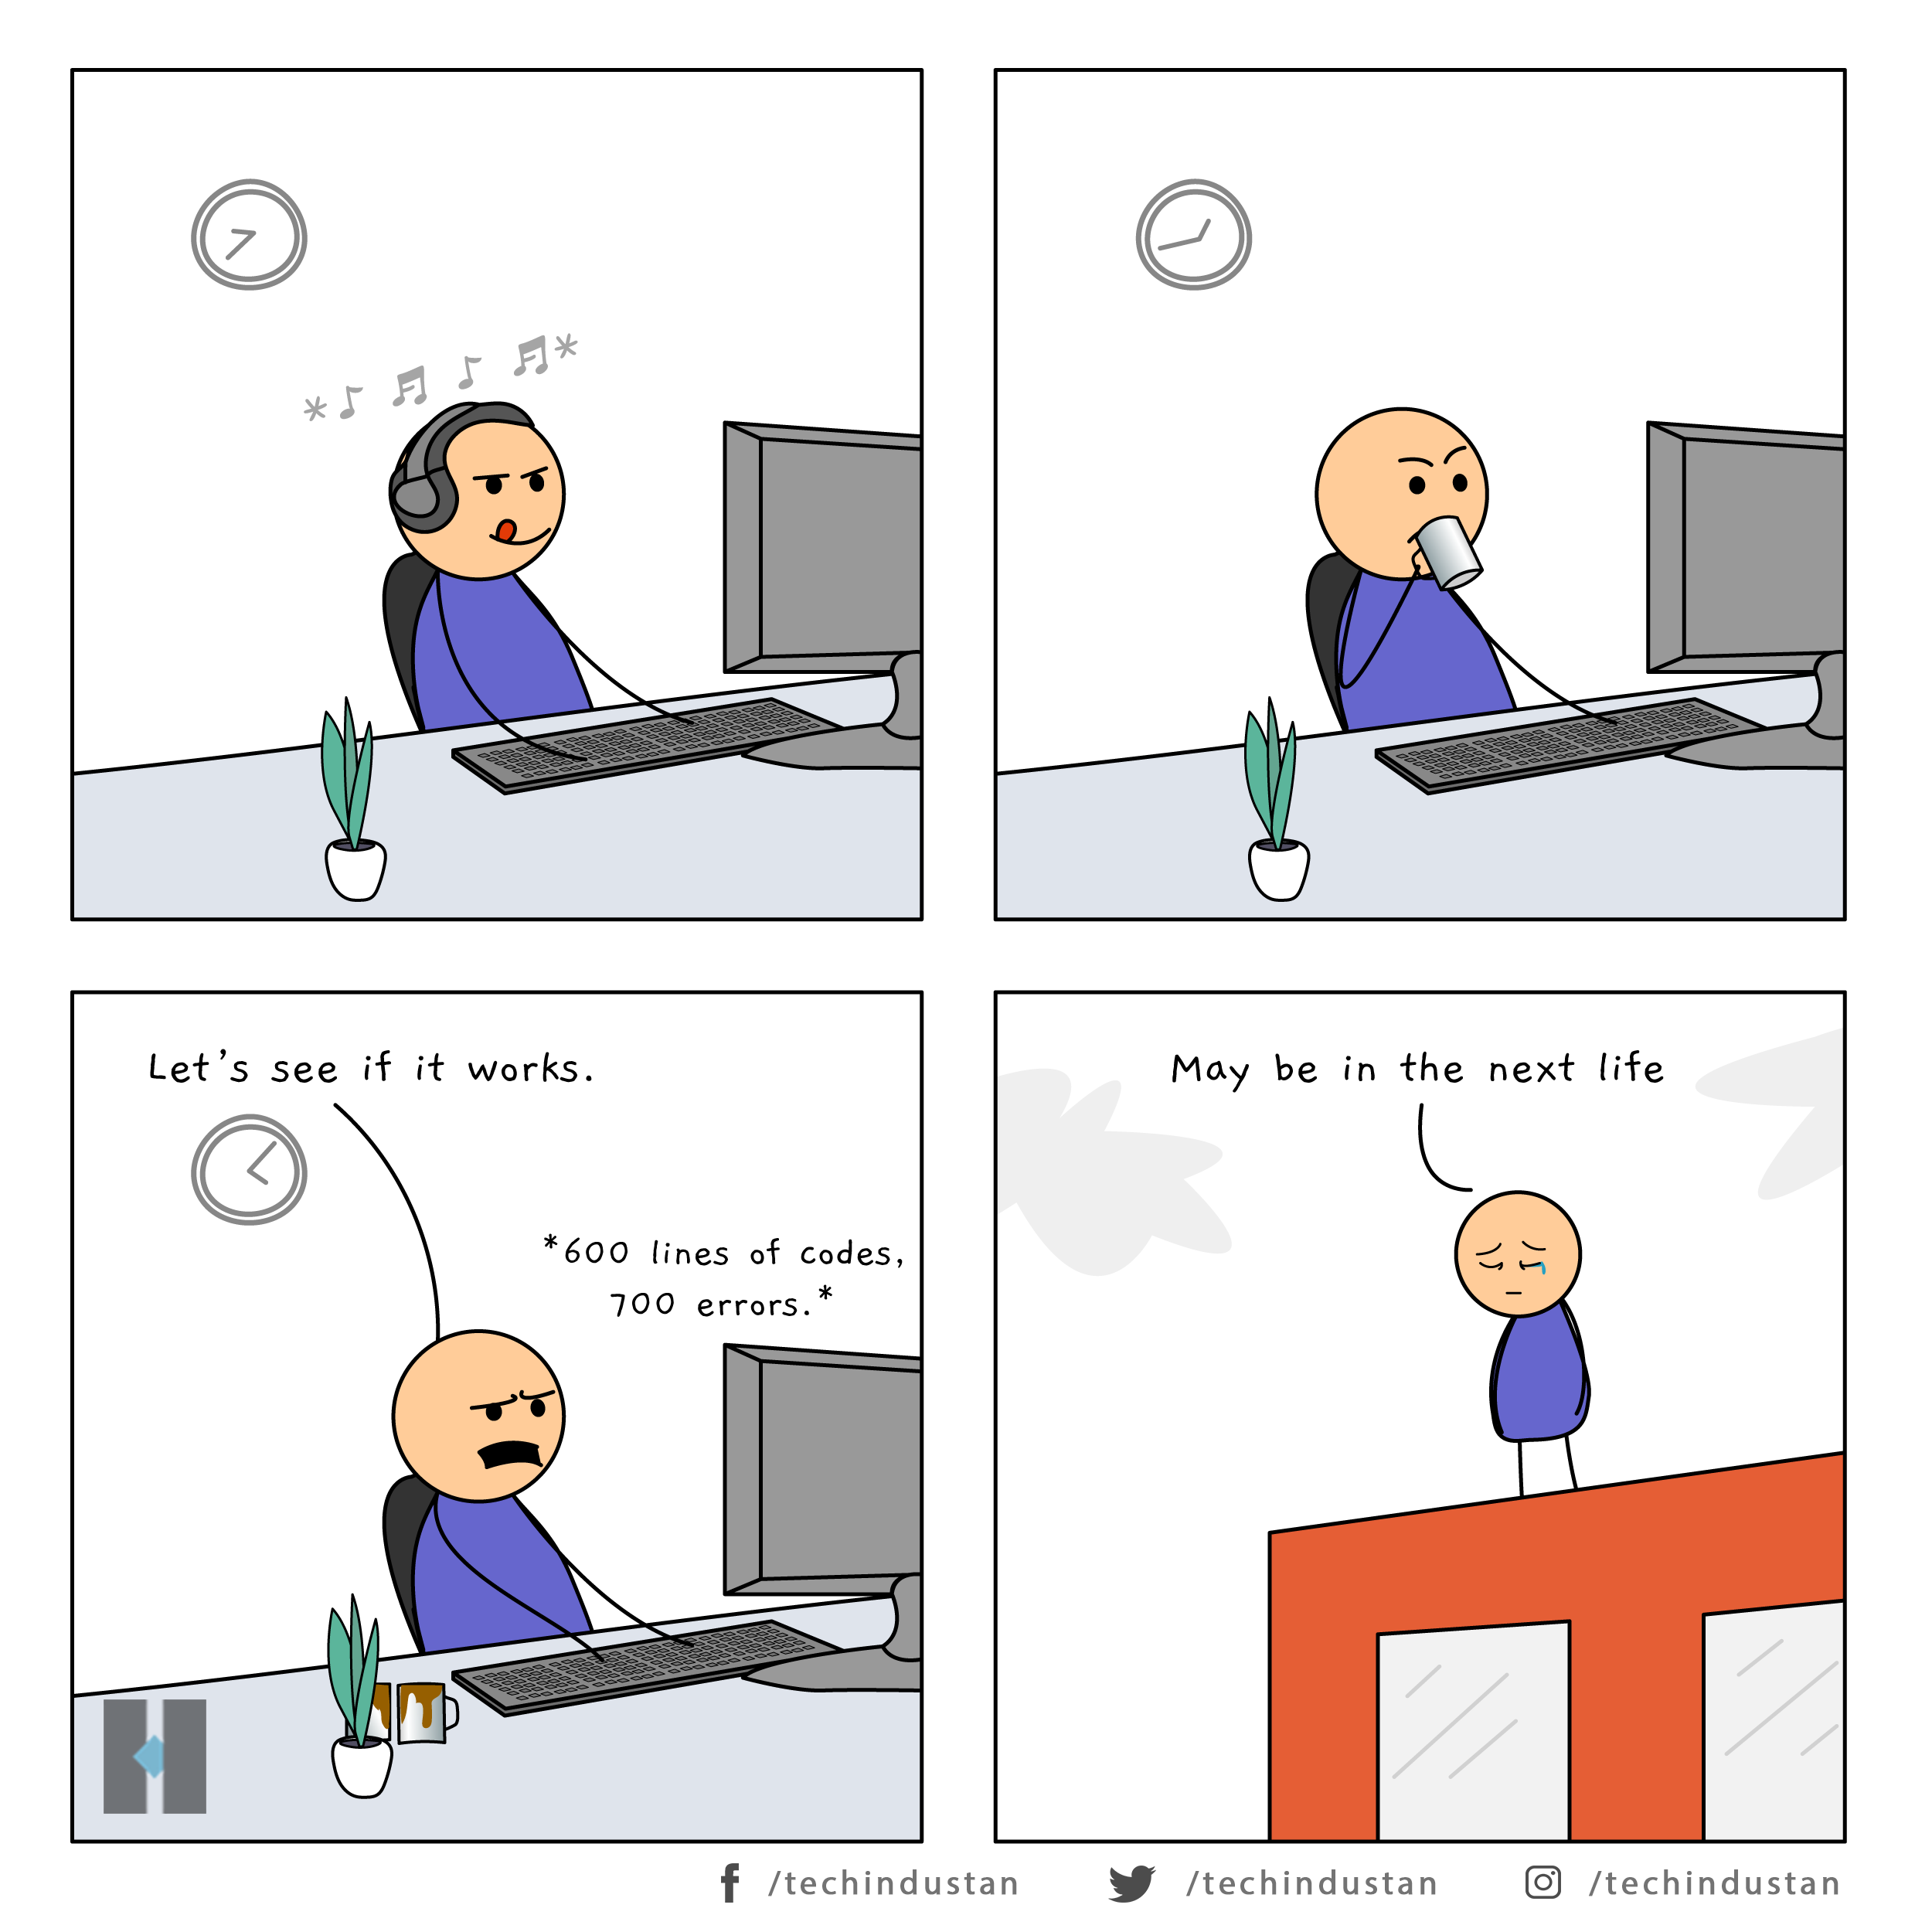 Let's see if it works.
*600 lines of codes,
700 errors.*
May be in the next life
/techindustan /techindustan /techindustan